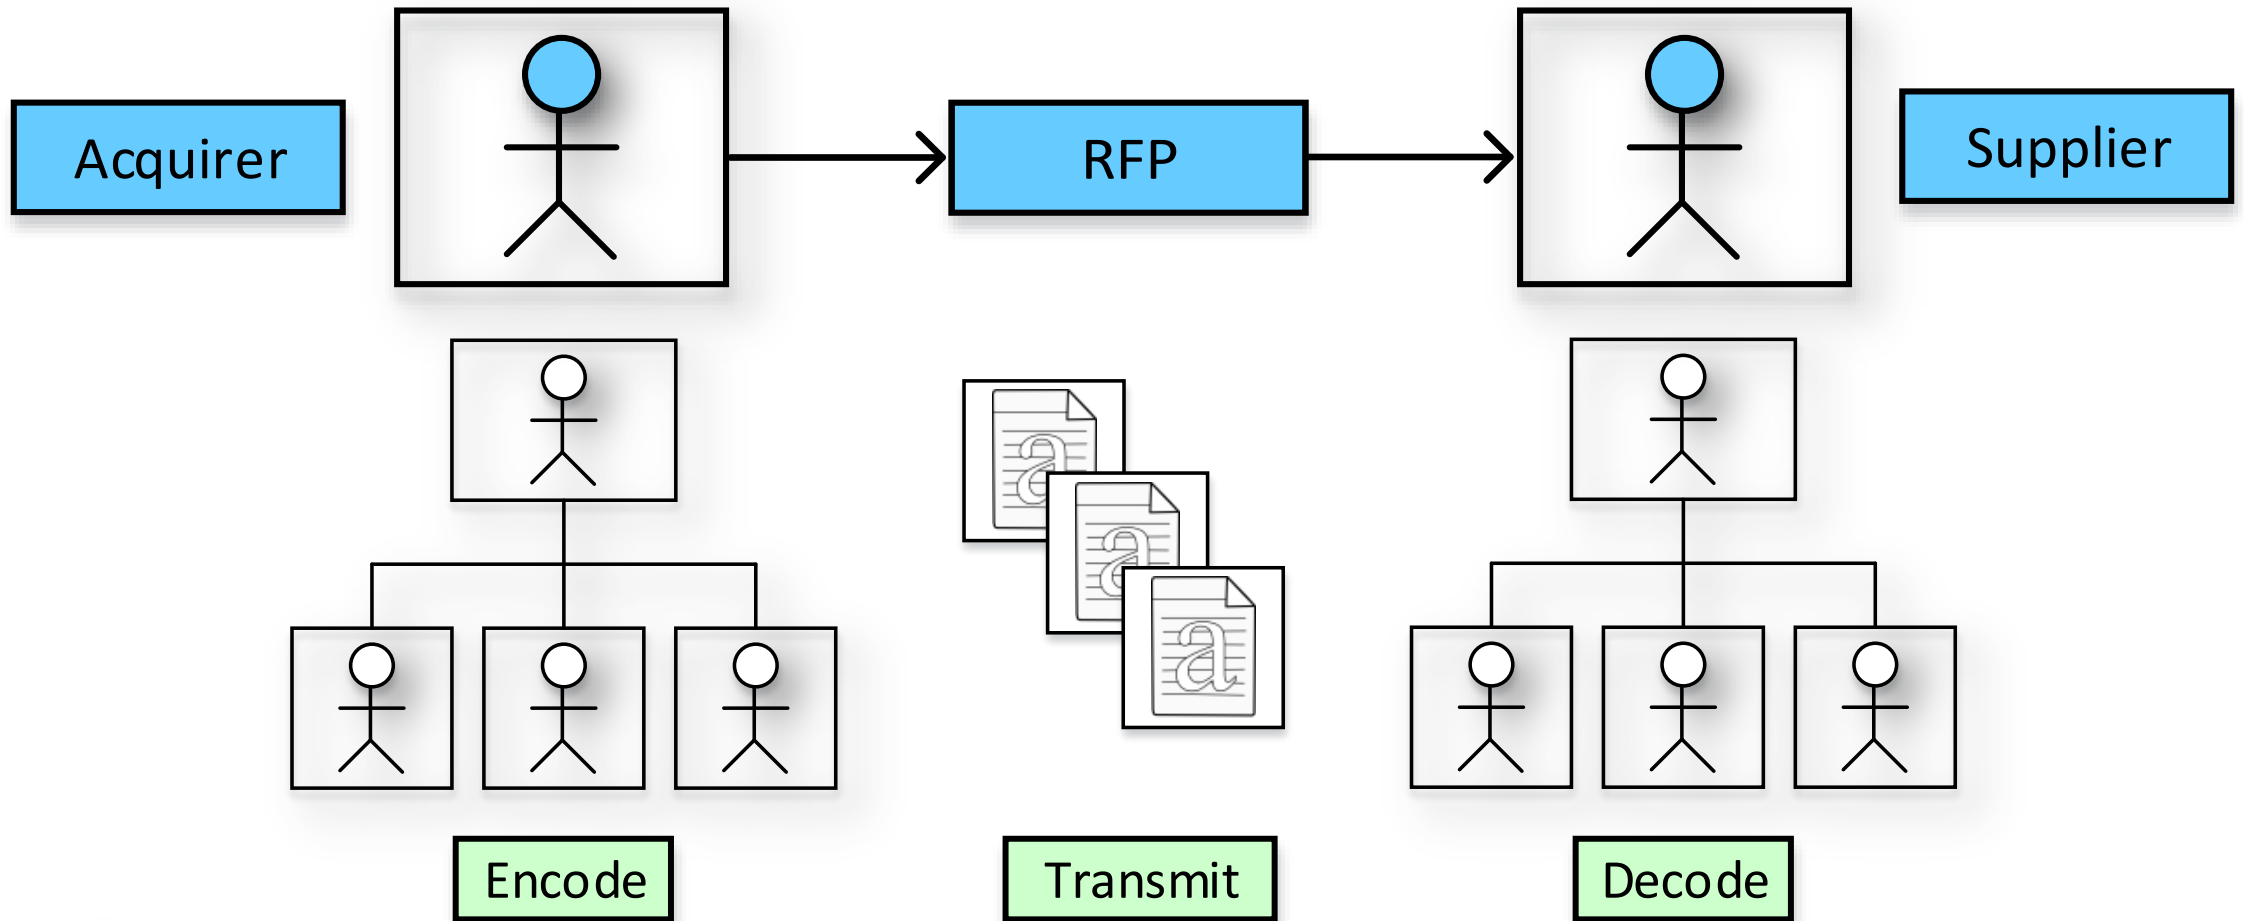 Acquirer
RFP
Supplier
a
a
a
Encode
Transmit
Decode